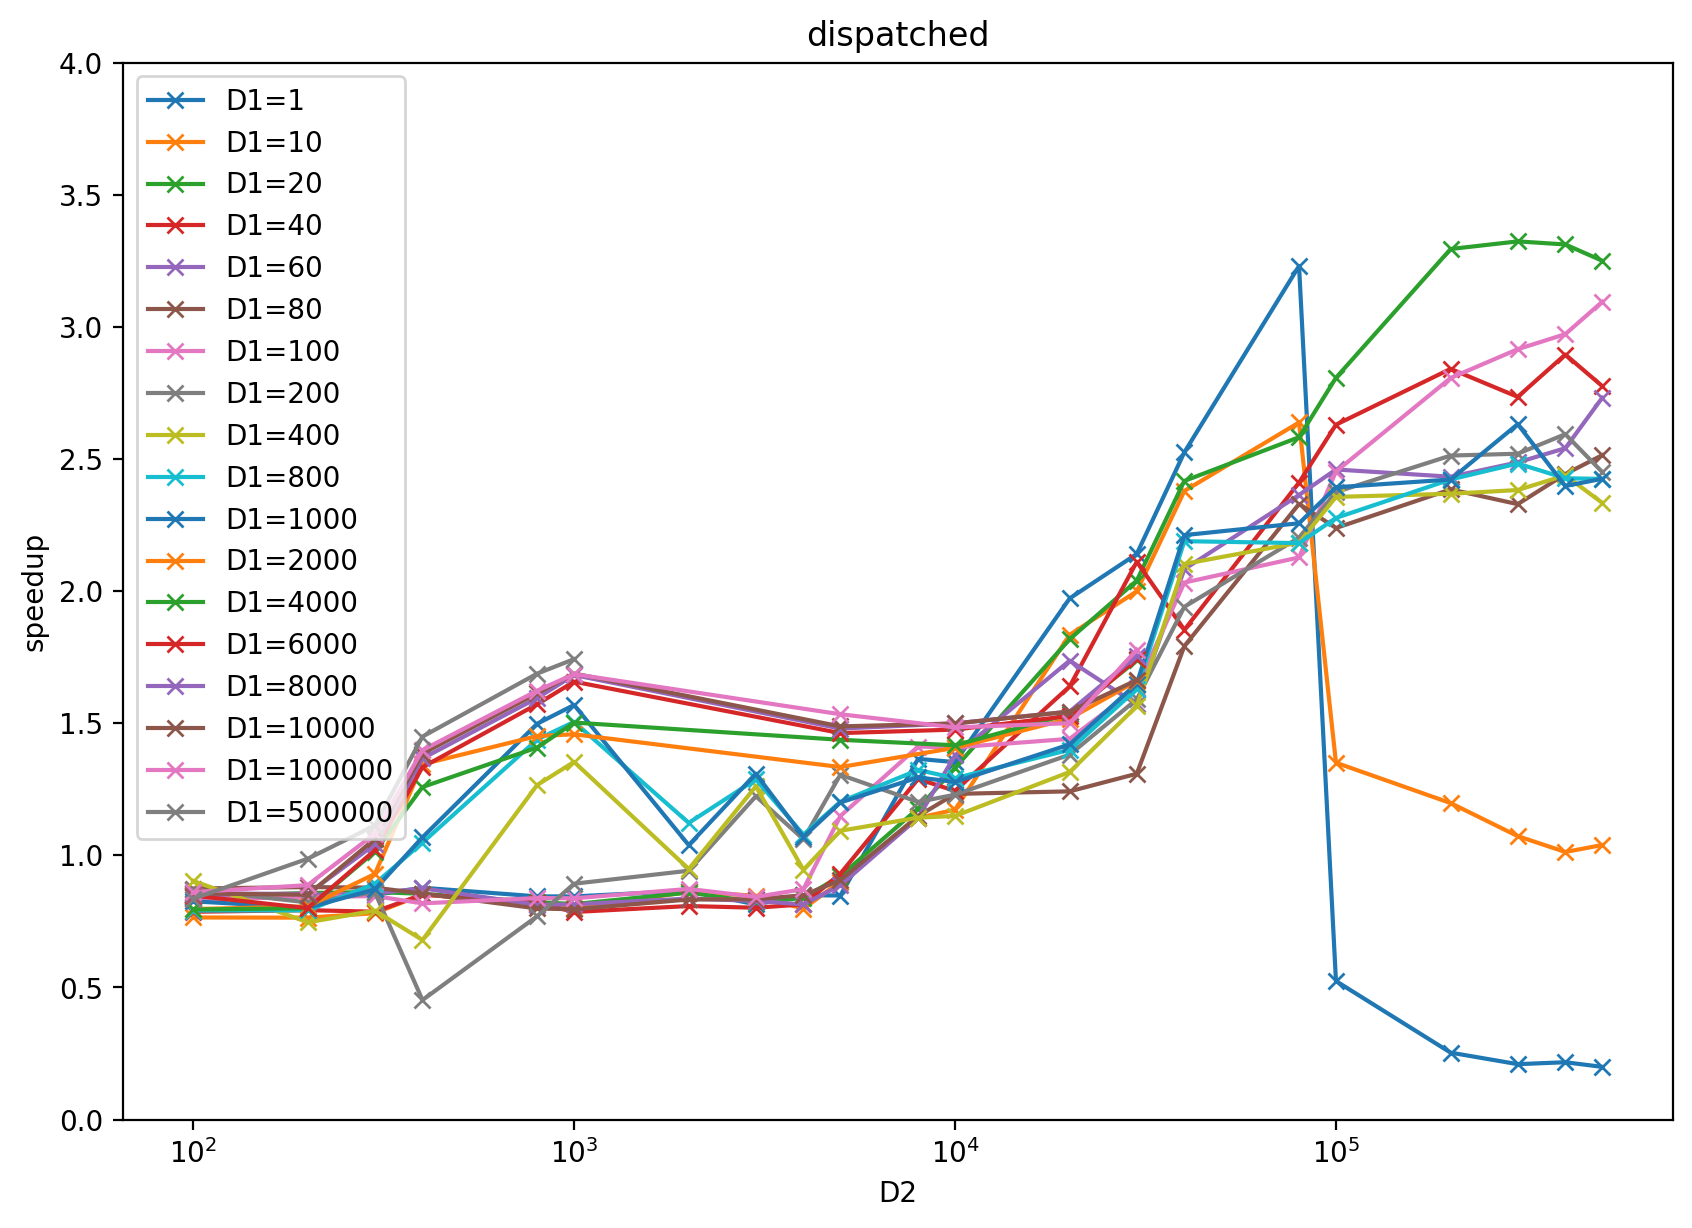 dispatched
4.0
3.5
3.0
2.5
2.0
1.5
1.0
0.5
0.0
speedup
D1=1
D1=10
D1=20
D1=40
D1=60
D1=80
D1=100
D1=200
D1=400
D1=800
D1=1000
D1=2000
D1=4000
D1=6000
D1=8000
D1=10000
D1=100000
D1=500000
10² 10³ 10⁴ 10⁵
D2